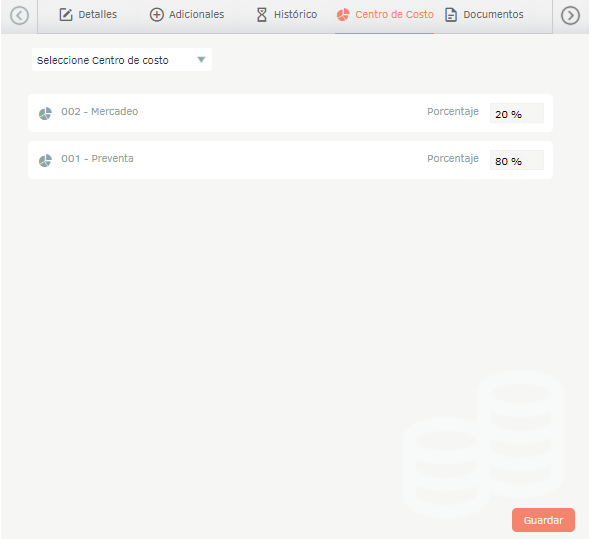 Detalles Adicionales Histórico Centro de Costo Documentos
Seleccione Centro de costo
002 - Mercadeo Porcentaje 20 %
001 - Preventa Porcentaje 80 %
Guardar